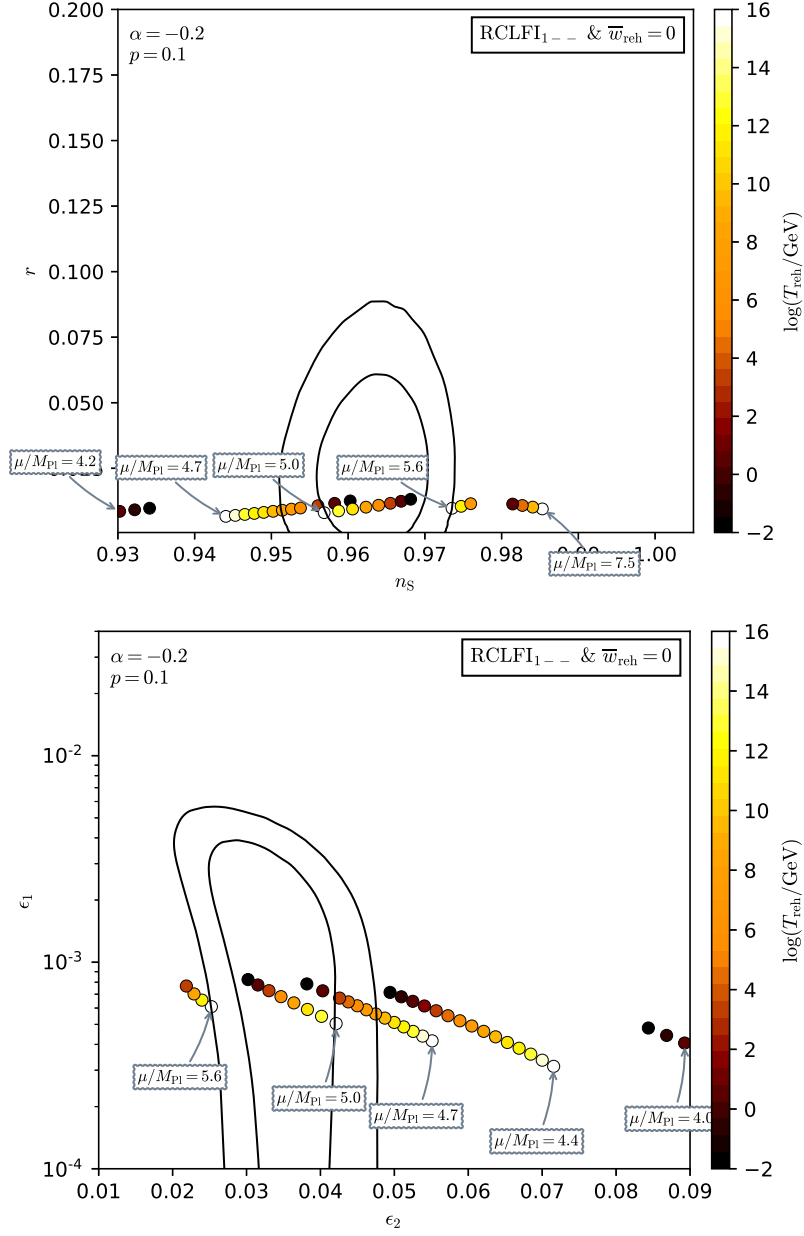 α = −0.2
p = 0.1
RCLFI1−− & w̅reh = 0
0.200
0.175
0.150
0.125
0.100
0.075
0.050
r
μ/MPl = 4.2
μ/MPl = 4.7
μ/MPl = 5.0
μ/MPl = 5.6
μ/MPl = 7.5
0.93
0.94
0.95
0.96
0.97
0.98
1.00
nS
16
14
12
10
8
6
4
2
0
−2
log(Treh/GeV)
α = −0.2
p = 0.1
RCLFI1−− & w̅reh = 0
10-2
10-3
10-4
ϵ1
μ/MPl = 5.6
μ/MPl = 5.0
μ/MPl = 4.7
μ/MPl = 4.4
μ/MPl = 4.0
0.01
0.02
0.03
0.04
0.05
0.06
0.07
0.08
0.09
ϵ2
16
14
12
10
8
6
4
2
0
−2
log(Treh/GeV)